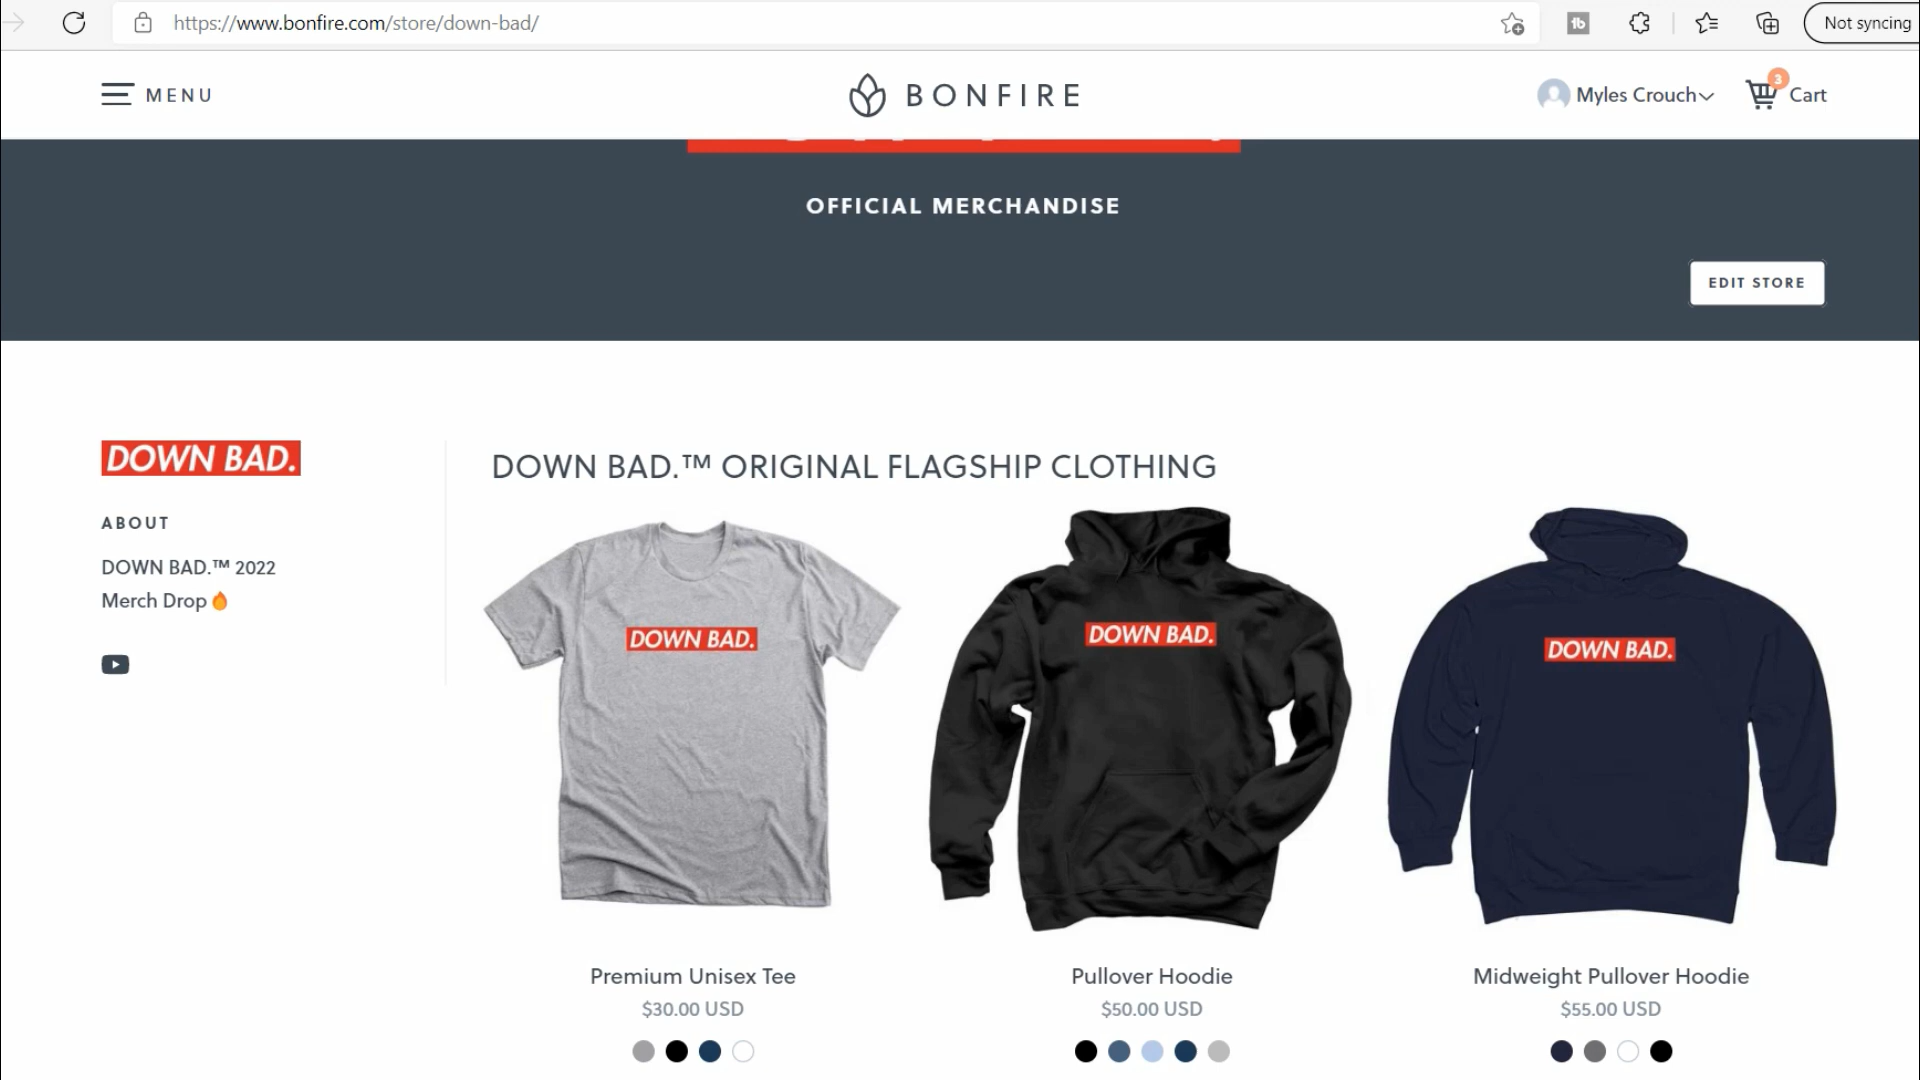 https://www.bonfire.com/store/down-bad/
Not syncing
MENU
BONFIRE
Myles Crouch
3
Cart
OFFICIAL MERCHANDISE
EDIT STORE
DOWN BAD.
ABOUT
DOWN BAD.™ 2022
Merch Drop🔥
DOWN BAD.™ ORIGINAL FLAGSHIP CLOTHING
DOWN BAD.
DOWN BAD.
DOWN BAD.
Premium Unisex Tee
$30.00 USD
Pullover Hoodie
$50.00 USD
Midweight Pullover Hoodie
$55.00 USD